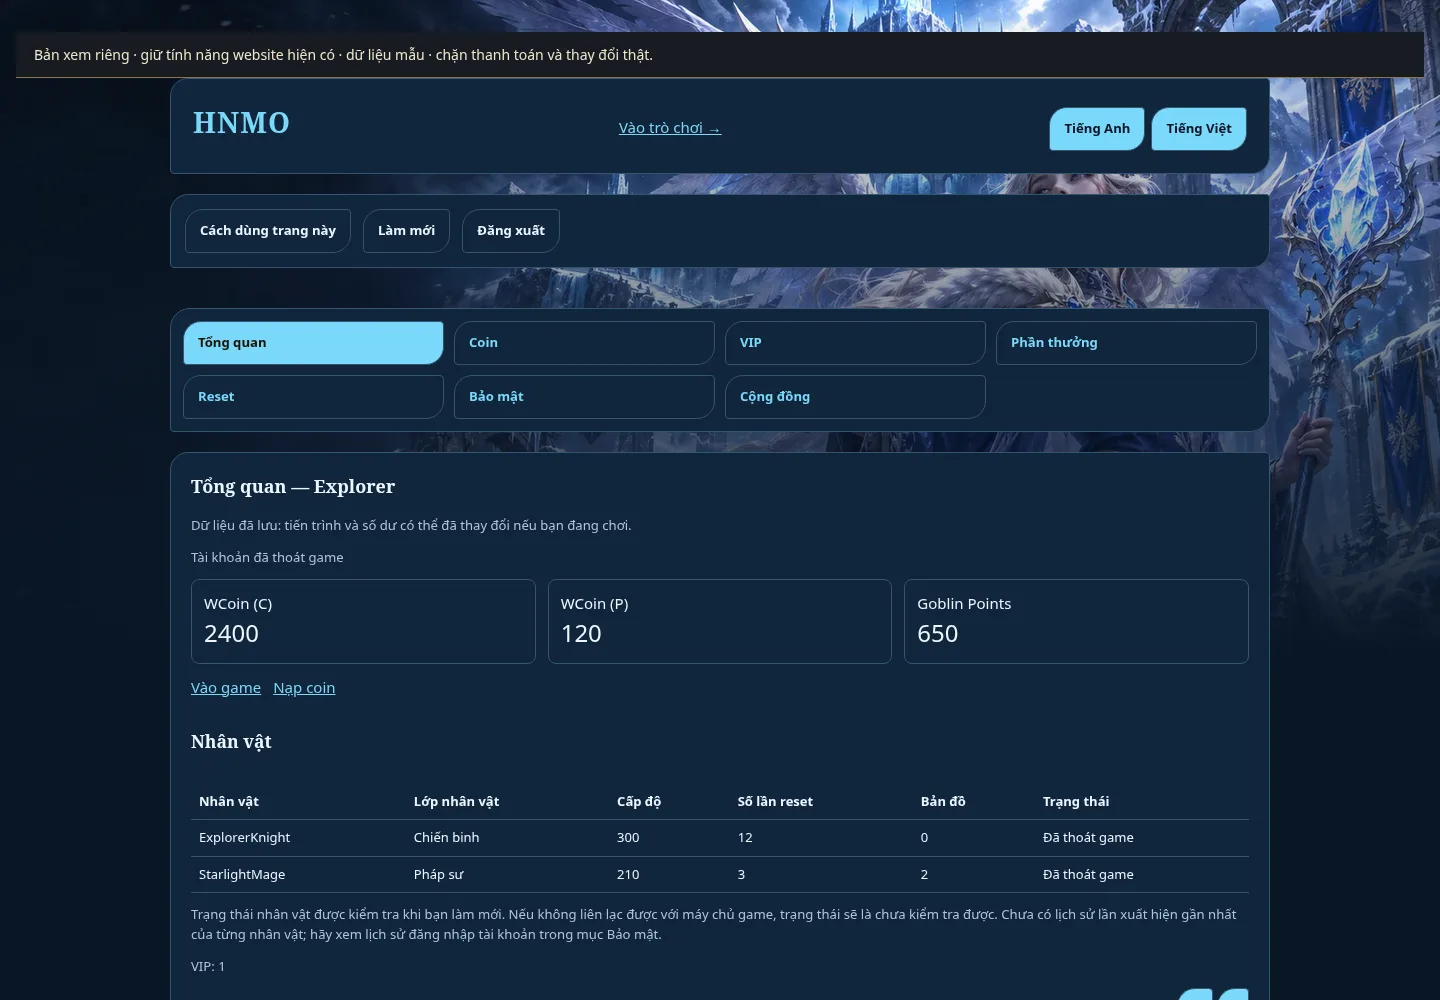 Bản xem riêng · giữ tính năng website hiện có · dữ liệu mẫu · chặn thanh toán và thay đổi thật.
HNMO
Vào trò chơi →
Tiếng Anh
Tiếng Việt
Cách dùng trang này
Làm mới
Đăng xuất
Tổng quan
Coin
VIP
Phần thưởng
Reset
Bảo mật
Cộng đồng
Tổng quan — Explorer
Dữ liệu đã lưu: tiến trình và số dư có thể đã thay đổi nếu bạn đang chơi.
Tài khoản đã thoát game
WCoin (C)
2400
WCoin (P)
120
Goblin Points
650
Vào game Nạp coin
Nhân vật
Nhân vật Lớp nhân vật Cấp độ Số lần reset Bản đồ Trạng thái
ExplorerKnight Chiến binh 300 12 0 Đã thoát game
StarlightMage Pháp sư 210 3 2 Đã thoát game
Trạng thái nhân vật được kiểm tra khi bạn làm mới. Nếu không liên lạc được với máy chủ game, trạng thái sẽ là chưa kiểm tra được. Chưa có lịch sử lần xuất hiện gần nhất
của từng nhân vật; hãy xem lịch sử đăng nhập tài khoản trong mục Bảo mật.
VIP: 1